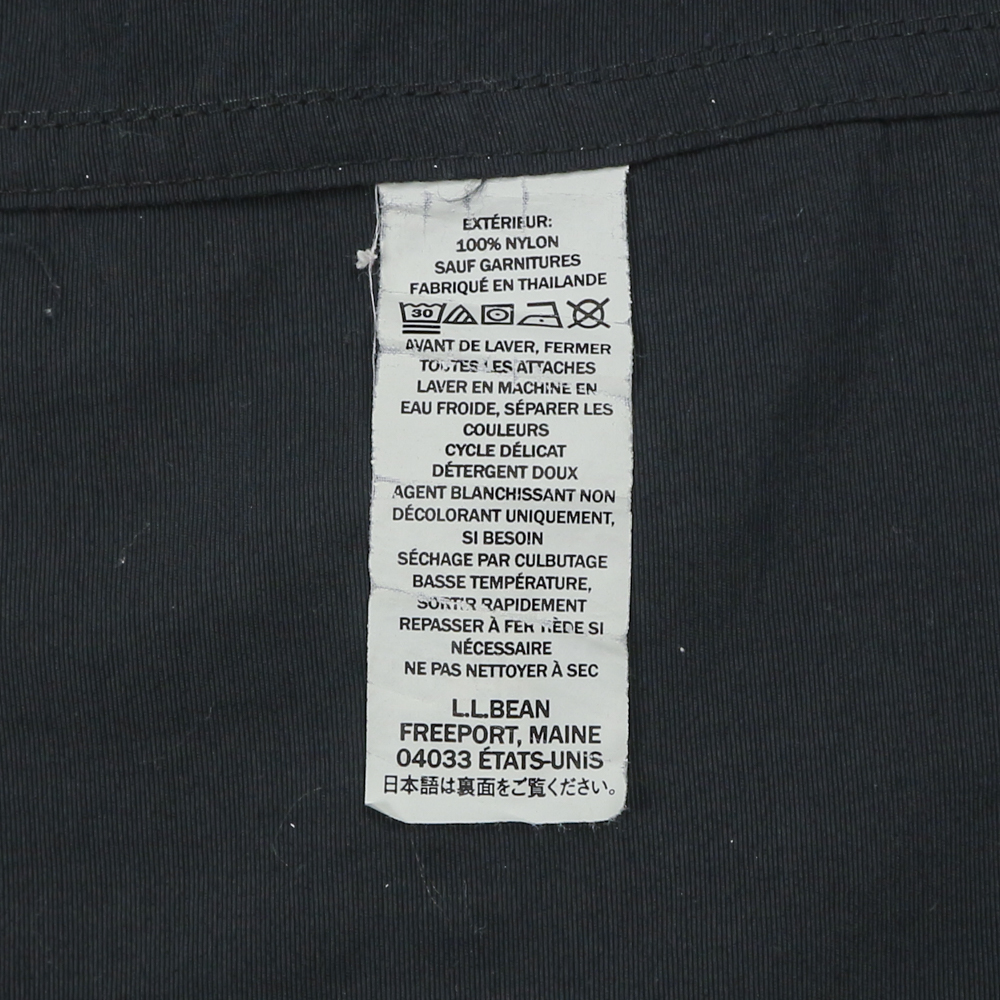 EXTÉRIEUR:
100% NYLON
SAUF GARNITURES
FABRIQUÉ EN THAILANDE
30
AVANT DE LAVER, FERMER
TOUTES LES ATTACHES
LAVER EN MACHINE EN
EAU FROIDE, SÉPARER LES
COULEURS
CYCLE DÉLICAT
DÉTERGENT DOUX
AGENT BLANCHISSANT NON
DÉCOLORANT UNIQUEMENT,
SI BESOIN
SÉCHAGE PAR CULBUTAGE
BASSE TEMPÉRATURE,
SORTIR RAPIDEMENT
REPASSER À FER TIÈDE SI
NÉCESSAIRE
NE PAS NETTOYER À SEC
L.L.BEAN
FREEPORT, MAINE
04033 ÉTATS-UNIS
日本語は裏面をご覧ください。